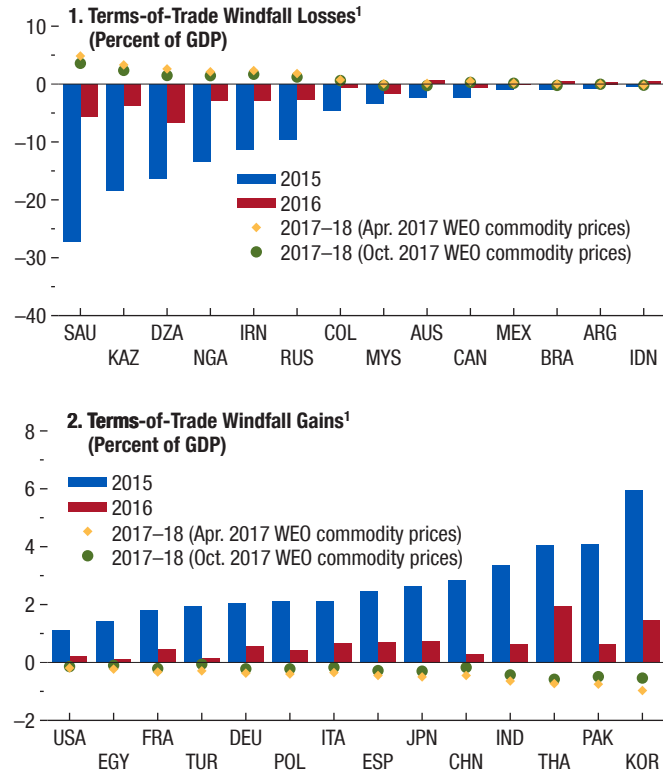 1. Terms-of-Trade Windfall Losses¹
(Percent of GDP)
10
0
–10
–20
–30
–40
2015
2016
2017–18 (Apr. 2017 WEO commodity prices)
2017–18 (Oct. 2017 WEO commodity prices)
SAU DZA IRN COL AUS MEX ARG
KAZ NGA RUS MYS CAN BRA IDN
2. Terms-of-Trade Windfall Gains¹
(Percent of GDP)
8
6
4
2
0
–2
2015
2016
2017–18 (Apr. 2017 WEO commodity prices)
2017–18 (Oct. 2017 WEO commodity prices)
USA FRA DEU ITA JPN IND PAK
EGY TUR POL ESP CHN THA KOR